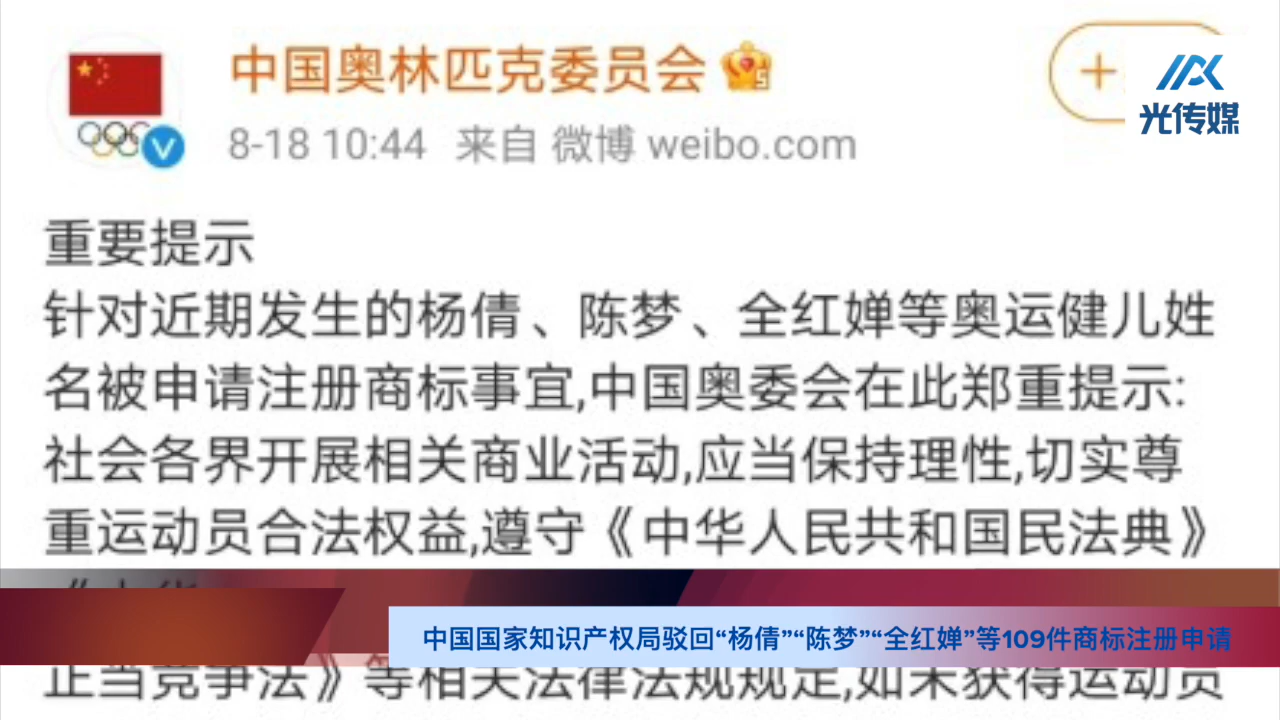 中国奥林匹克委员会
8-18 10:44 来自 微博 weibo.com
光传媒
重要提示
针对近期发生的杨倩、陈梦、全红婵等奥运健儿姓
名被申请注册商标事宜,中国奥委会在此郑重提示:
社会各界开展相关商业活动,应当保持理性,切实尊
重运动员合法权益,遵守《中华人民共和国民法典》
中国国家知识产权局驳回“杨倩”“陈梦”“全红婵”等109件商标注册申请
正当竞争法》等相关法律法规规定,如未获得运动员